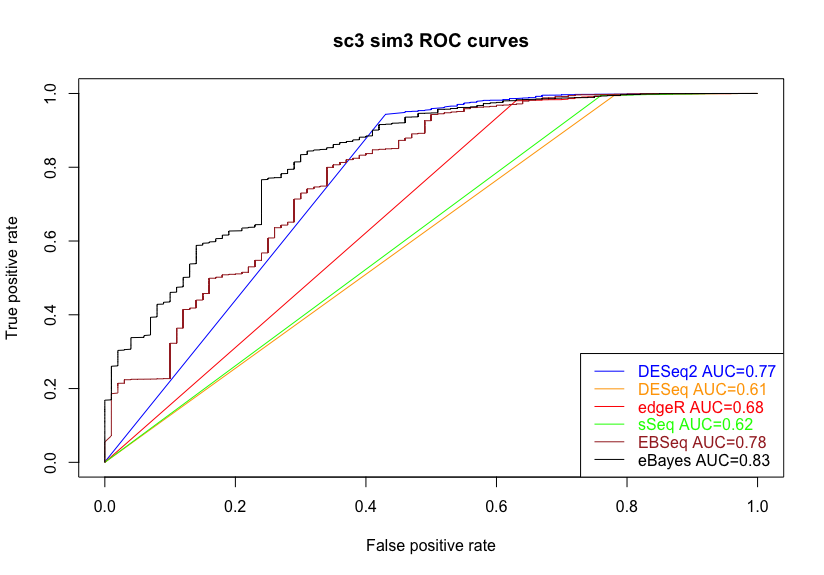 sc3 sim3 ROC curves
True positive rate
1.0
0.8
0.6
0.4
0.2
0.0
DESeq2 AUC=0.77
DESeq AUC=0.61
edgeR AUC=0.68
sSeq AUC=0.62
EBSeq AUC=0.78
eBayes AUC=0.83
0.0 0.2 0.4 0.6 0.8 1.0
False positive rate